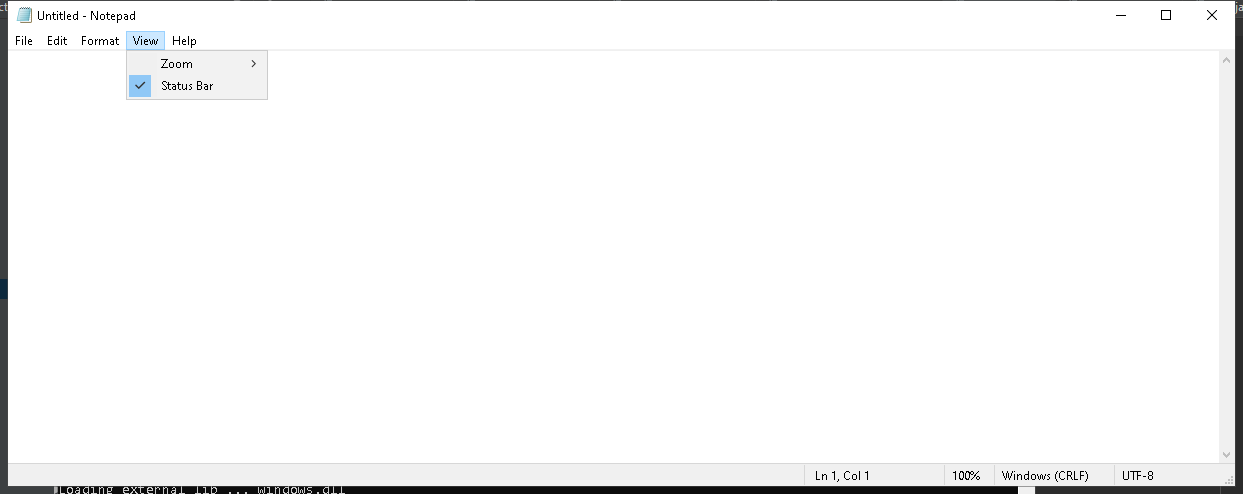 Untitled - Notepad
File Edit Format View Help
Zoom
Status Bar
Ln 1, Col 1 100% Windows (CRLF) UTF-8
Loading external lib ... windows.dll